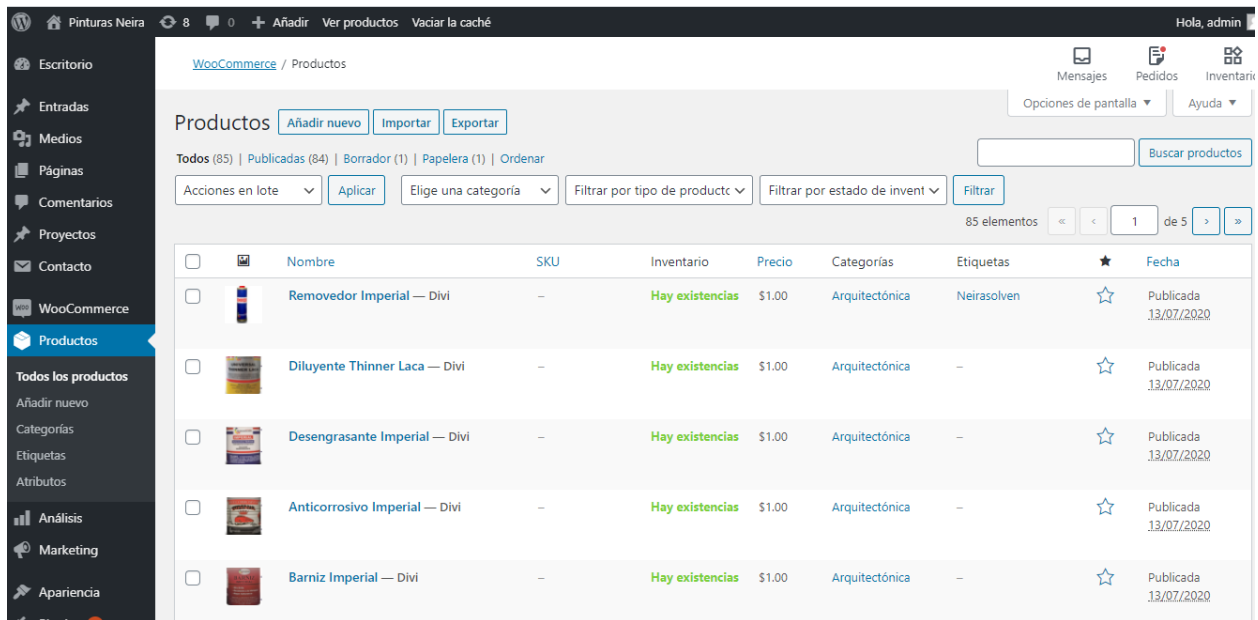 Pinturas Neira 8 0 Añadir Ver productos Vaciar la caché Hola, admin
Escritorio
Entradas
Medios
Páginas
Comentarios
Proyectos
Contacto
WooCommerce
Productos
Todos los productos
Añadir nuevo
Categorías
Etiquetas
Atributos
Análisis
Marketing
Apariencia
WooCommerce / Productos
Mensajes Pedidos Inventario
Opciones de pantalla Ayuda
Productos Añadir nuevo Importar Exportar
Todos (85) | Publicadas (84) | Borrador (1) | Papelera (1) | Ordenar
Buscar productos
Acciones en lote Aplicar Elige una categoría Filtrar por tipo de producto Filtrar por estado de invent Filtrar
85 elementos « ‹ 1 de 5 › »
Nombre SKU Inventario Precio Categorías Etiquetas Fecha
Removedor Imperial — Divi – Hay existencias $1.00 Arquitectónica Neirasolven Publicada
13/07/2020
Diluyente Thinner Laca — Divi – Hay existencias $1.00 Arquitectónica – Publicada
13/07/2020
Desengrasante Imperial — Divi – Hay existencias $1.00 Arquitectónica – Publicada
13/07/2020
Anticorrosivo Imperial — Divi – Hay existencias $1.00 Arquitectónica – Publicada
13/07/2020
Barniz Imperial — Divi – Hay existencias $1.00 Arquitectónica – Publicada
13/07/2020